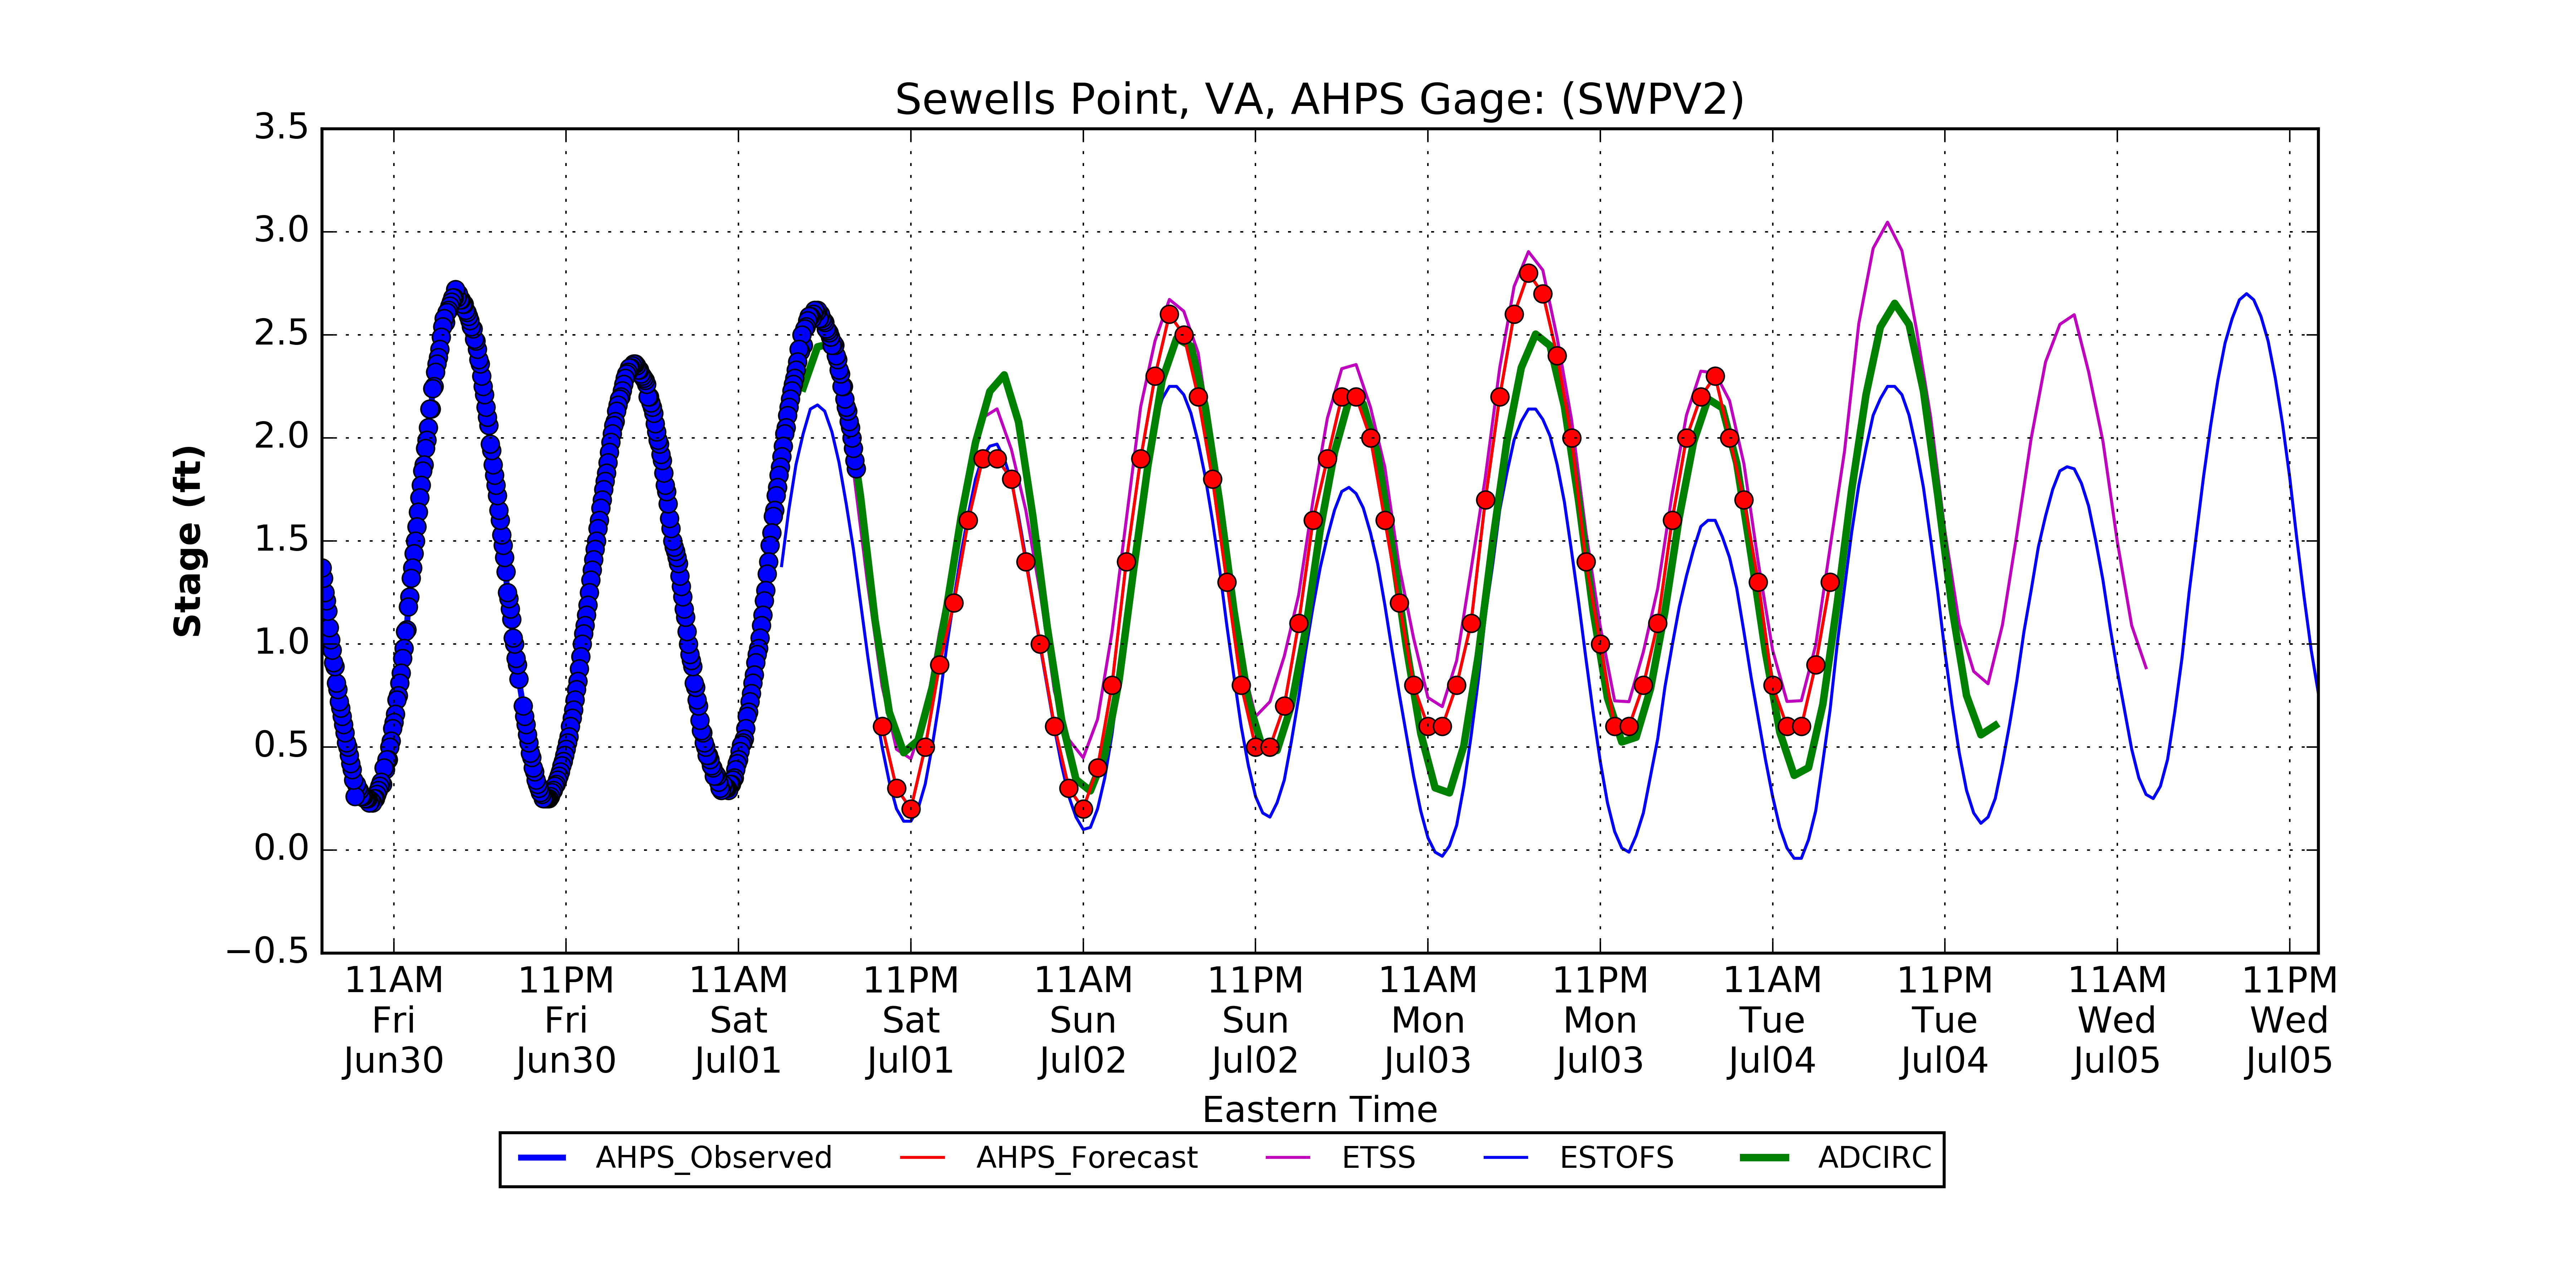 Sewells Point, VA, AHPS Gage: (SWPV2)
3.5
3.0
2.5
2.0
1.5
1.0
0.5
0.0
−0.5
Stage (ft)
11AM 11PM 11AM 11PM 11AM 11PM 11AM 11PM 11AM 11PM 11AM 11PM
Fri Fri Sat Sat Sun Sun Mon Mon Tue Tue Wed Wed
Jun30 Jun30 Jul01 Jul01 Jul02 Jul02 Jul03 Jul03 Jul04 Jul04 Jul05 Jul05
Eastern Time
AHPS_Observed AHPS_Forecast ETSS ESTOFS ADCIRC